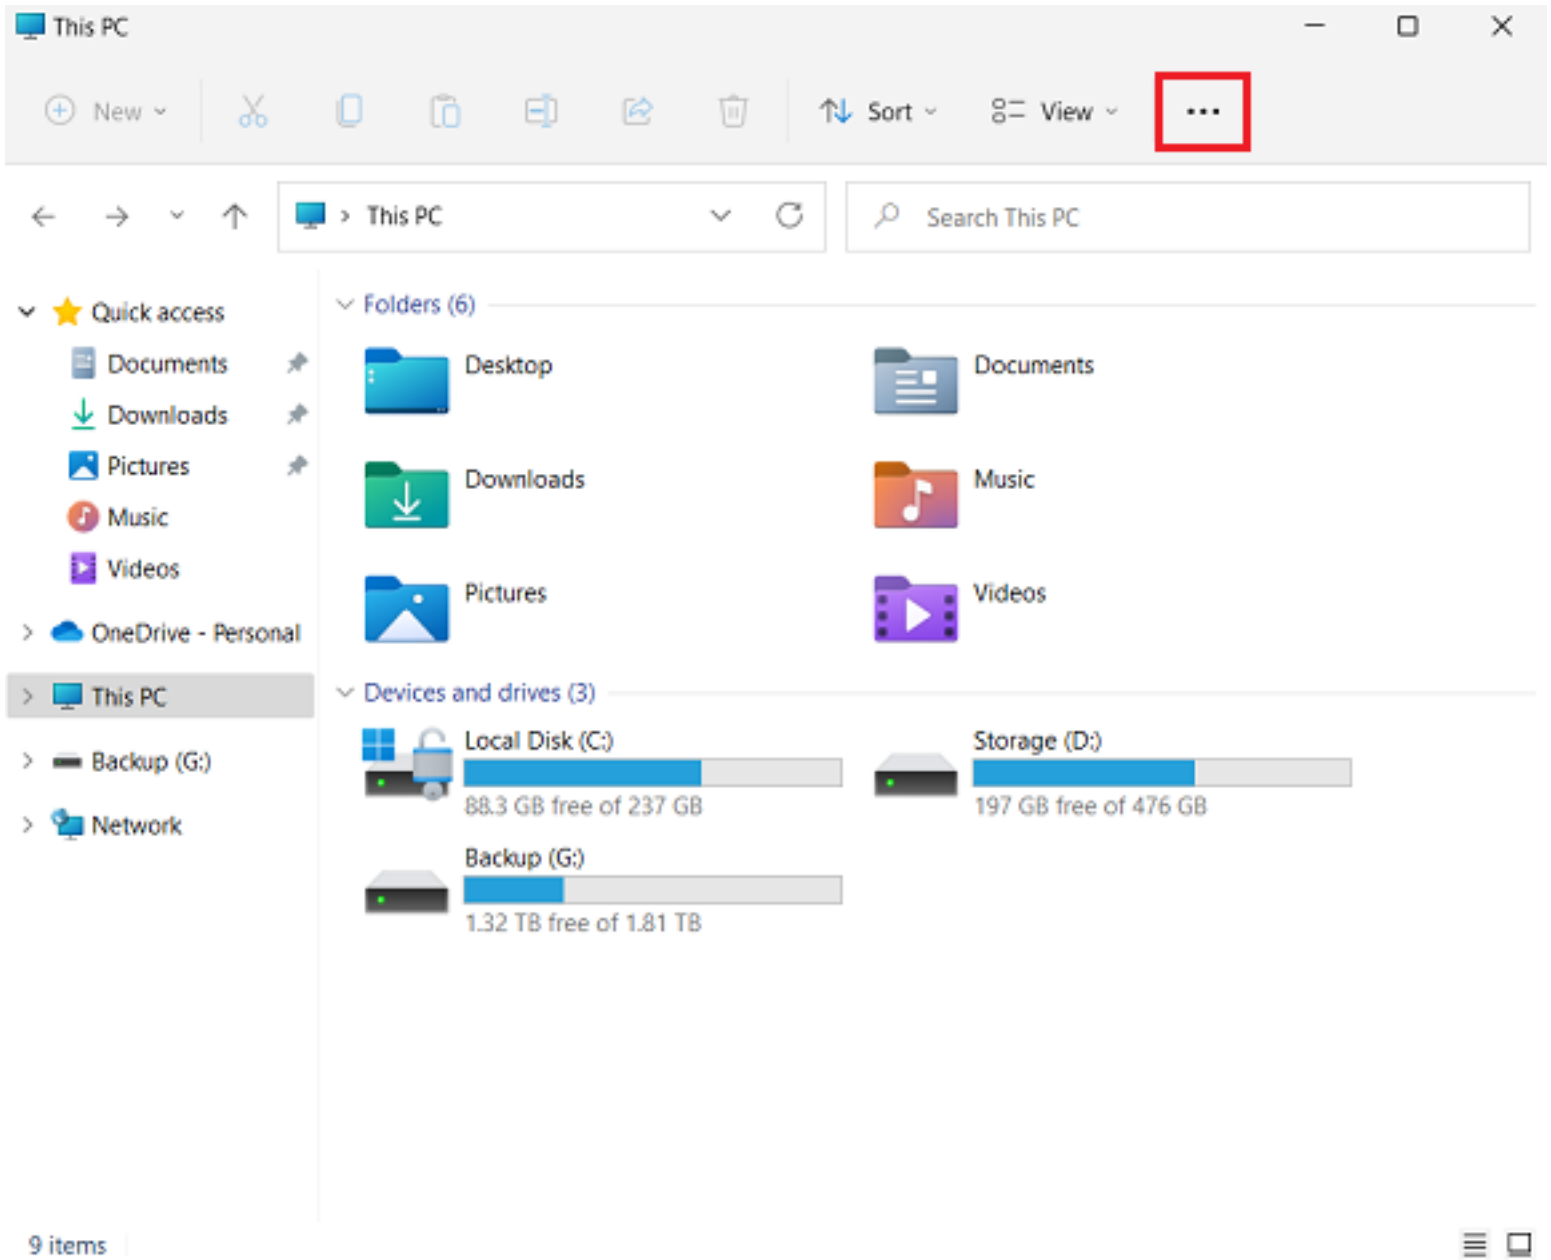 This PC
New
Sort
View
This PC
Search This PC
Quick access
Documents
Downloads
Pictures
Music
Videos
OneDrive - Personal
This PC
Backup (G:)
Network
Folders (6)
Desktop
Documents
Downloads
Music
Pictures
Videos
Devices and drives (3)
Local Disk (C:)
88.3 GB free of 237 GB
Storage (D:)
197 GB free of 476 GB
Backup (G:)
1.32 TB free of 1.81 TB
9 items